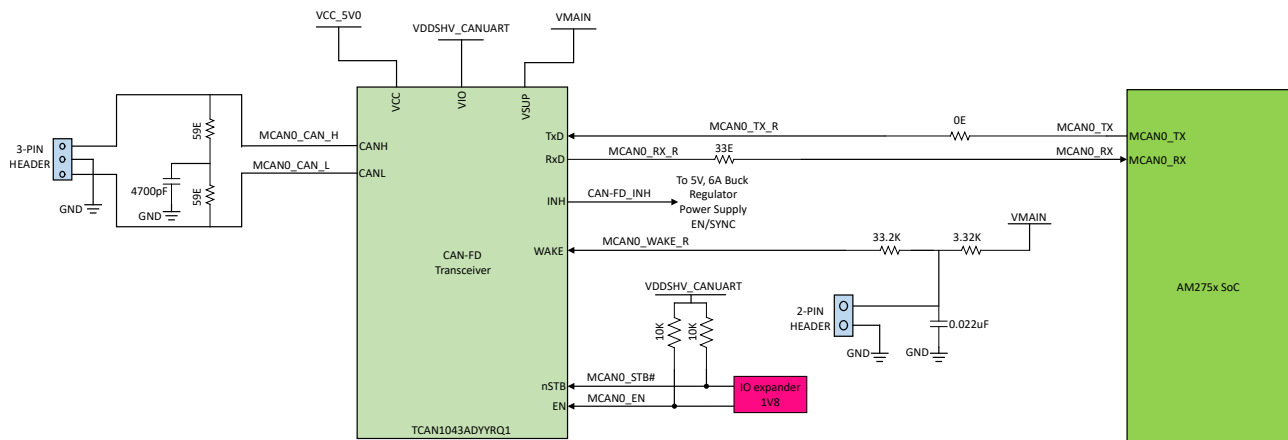 VCC_5V0
VDDSHV_CANUART
VMAIN
VCC
VIO
VSUP
3-PIN
HEADER
59E
59E
4700pF
GND
GND
MCAN0_CAN_H
MCAN0_CAN_L
CANH
CANL
CAN-FD
Transceiver
TxD
RxD
INH
WAKE
nSTB
EN
TCAN1043ADYYRQ1
MCAN0_TX_R
0E
MCAN0_TX
MCAN0_TX
MCAN0_RX_R
33E
MCAN0_RX
MCAN0_RX
CAN-FD_INH
To 5V, 6A Buck
Regulator
Power Supply
EN/SYNC
MCAN0_WAKE_R
33.2K
3.32K
VMAIN
VDDSHV_CANUART
10K
10K
2-PIN
HEADER
GND
GND
0.022uF
MCAN0_STB#
MCAN0_EN
IO expander
1V8
AM275x SoC